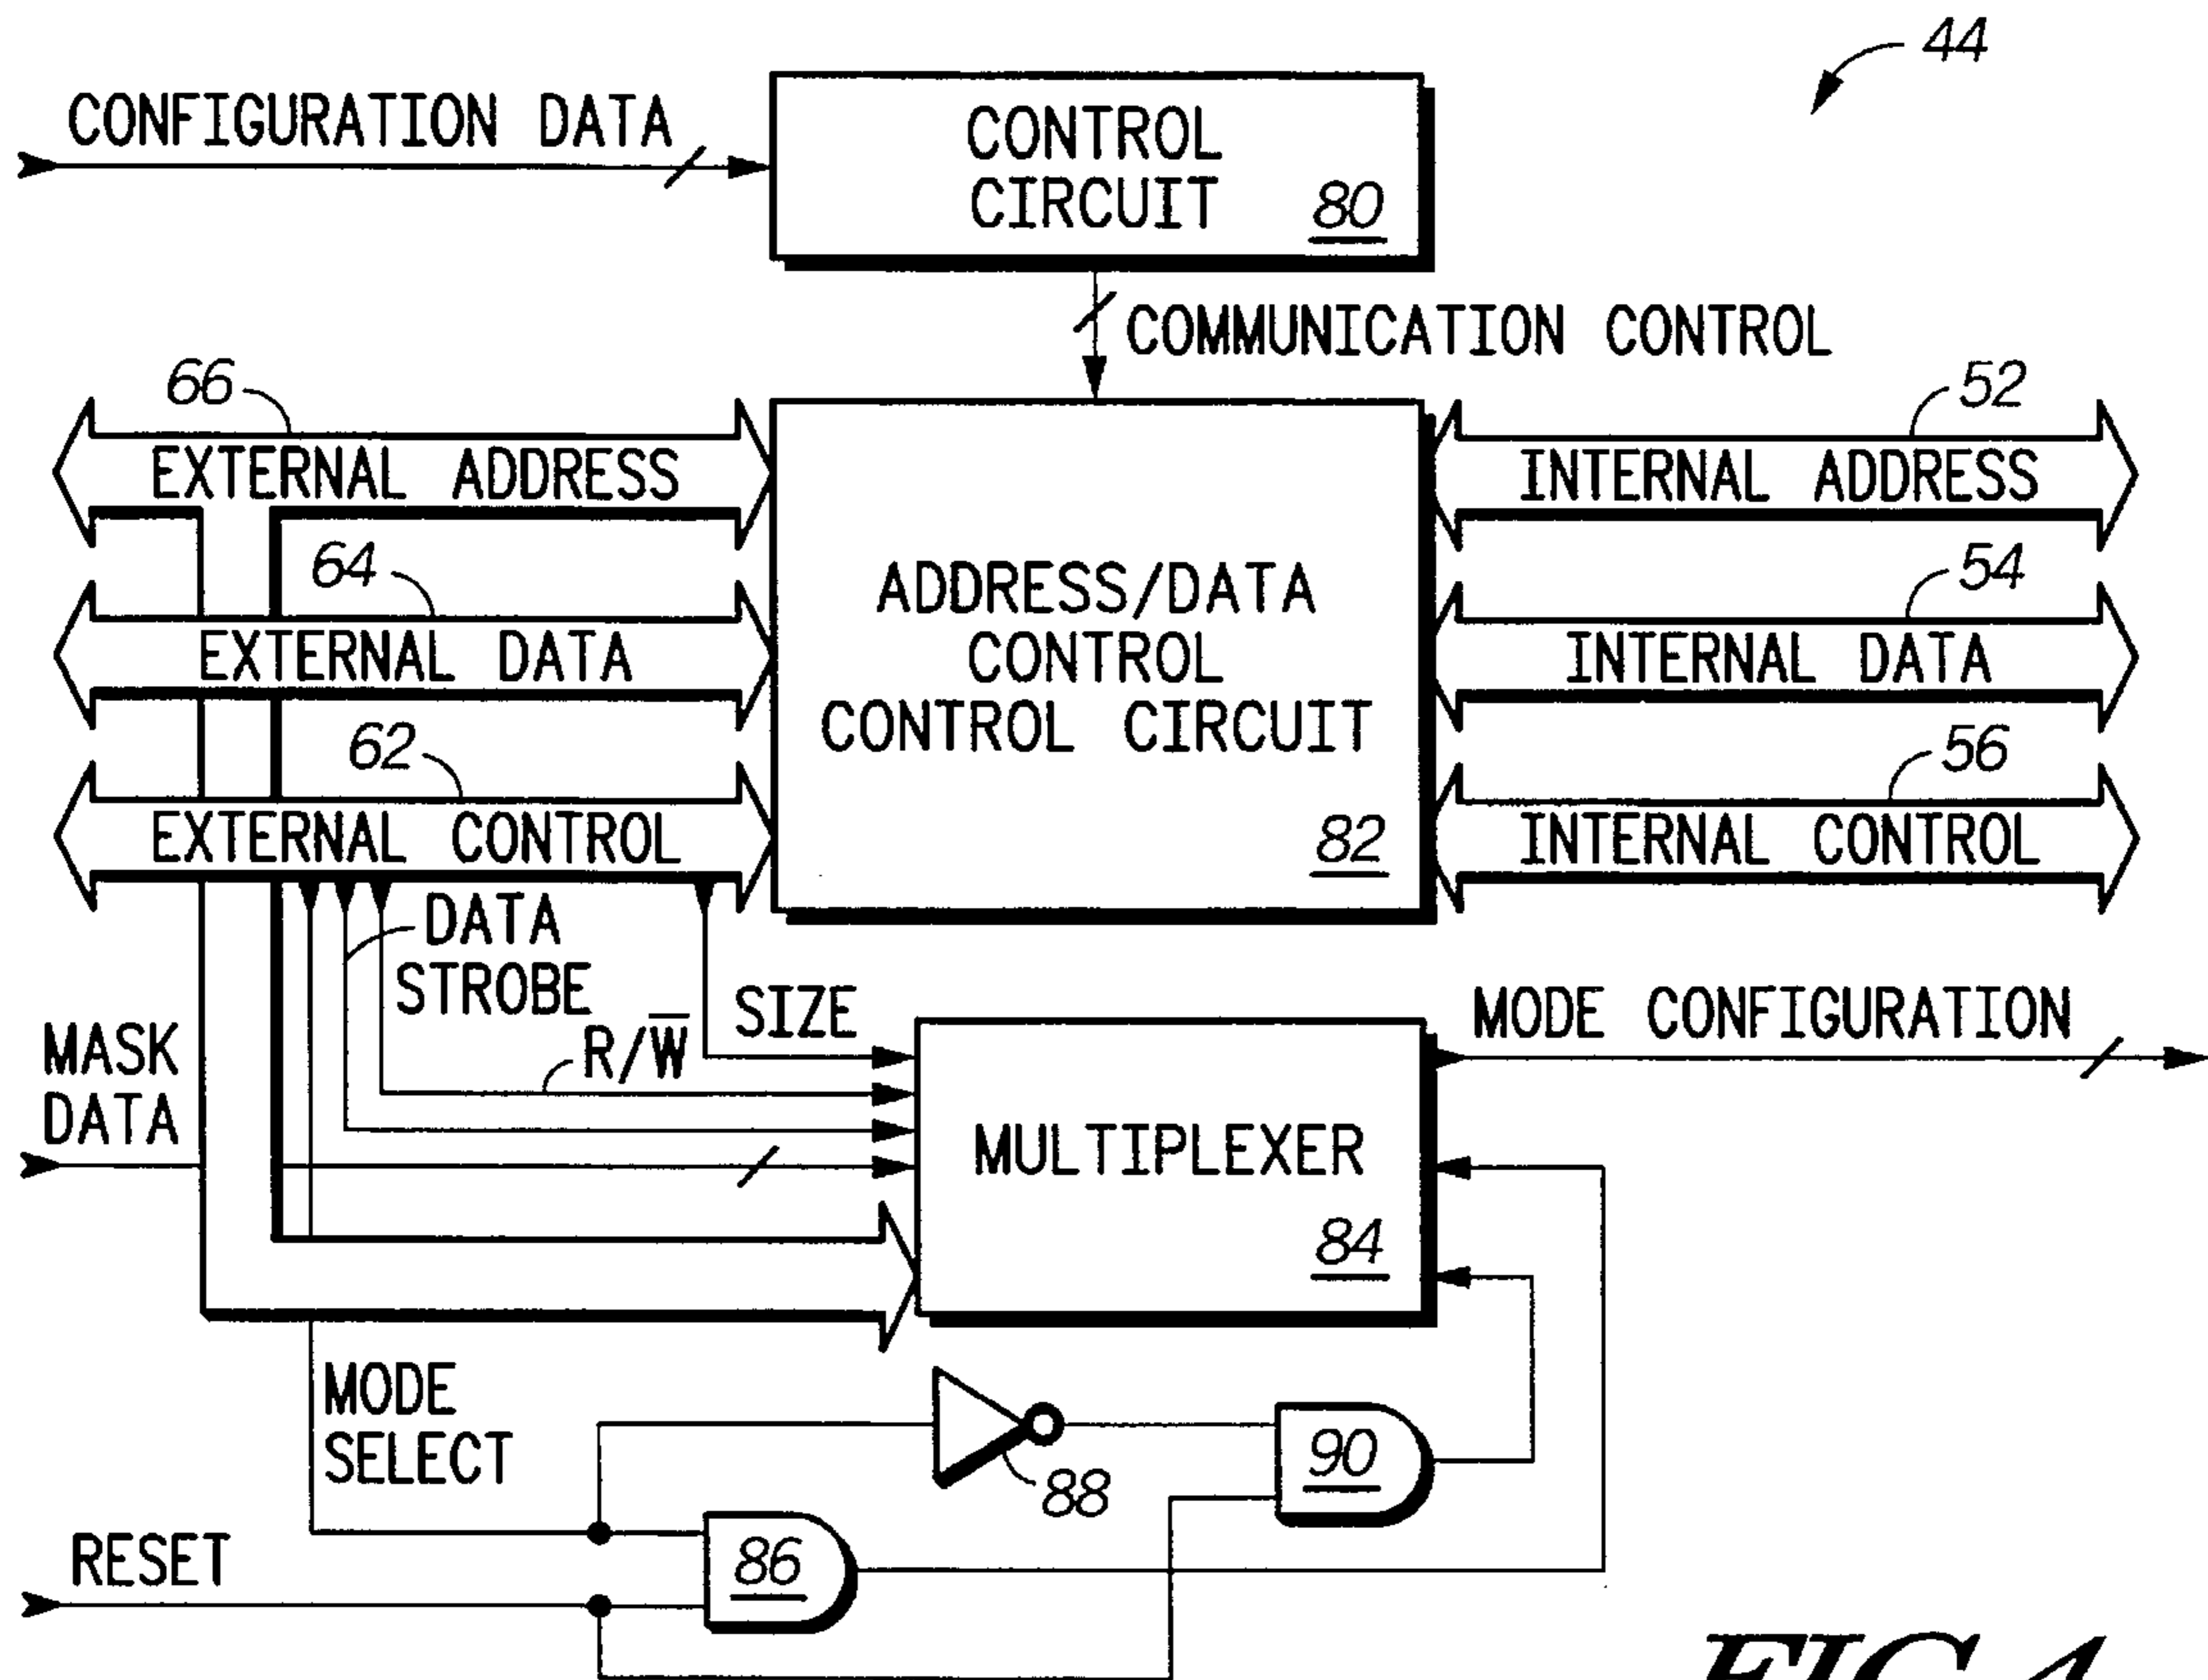 44
CONFIGURATION DATA
CONTROL
CIRCUIT
80
COMMUNICATION CONTROL
66
52
EXTERNAL ADDRESS
INTERNAL ADDRESS
64
54
ADDRESS/DATA
CONTROL
CONTROL CIRCUIT
82
EXTERNAL DATA
INTERNAL DATA
62
56
EXTERNAL CONTROL
INTERNAL CONTROL
DATA
STROBE
SIZE
R/W̅
MODE CONFIGURATION
MASK
DATA
MULTIPLEXER
84
MODE
SELECT
88
90
RESET
86
FIG.4